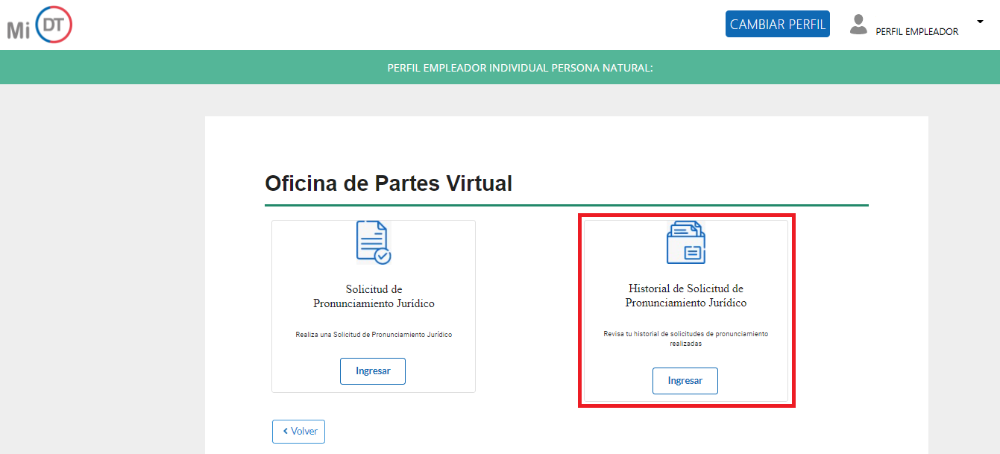 Mi DT
CAMBIAR PERFIL
PERFIL EMPLEADOR
PERFIL EMPLEADOR INDIVIDUAL PERSONA NATURAL:
Oficina de Partes Virtual
Solicitud de
Pronunciamiento Jurídico
Realiza una Solicitud de Pronunciamiento Jurídico
Ingresar
Historial de Solicitud de
Pronunciamiento Jurídico
Revisa tu historial de solicitudes de pronunciamiento
realizadas
Ingresar
Volver